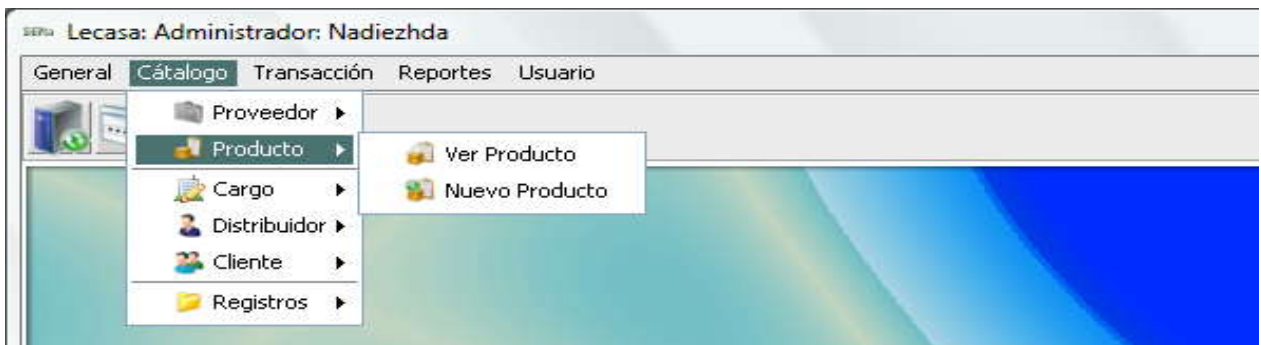 Lecasa: Administrador: Nadiezhda
General Cátalogo Transacción Reportes Usuario
Proveedor
Producto
Ver Producto
Nuevo Producto
Cargo
Distribuidor
Cliente
Registros